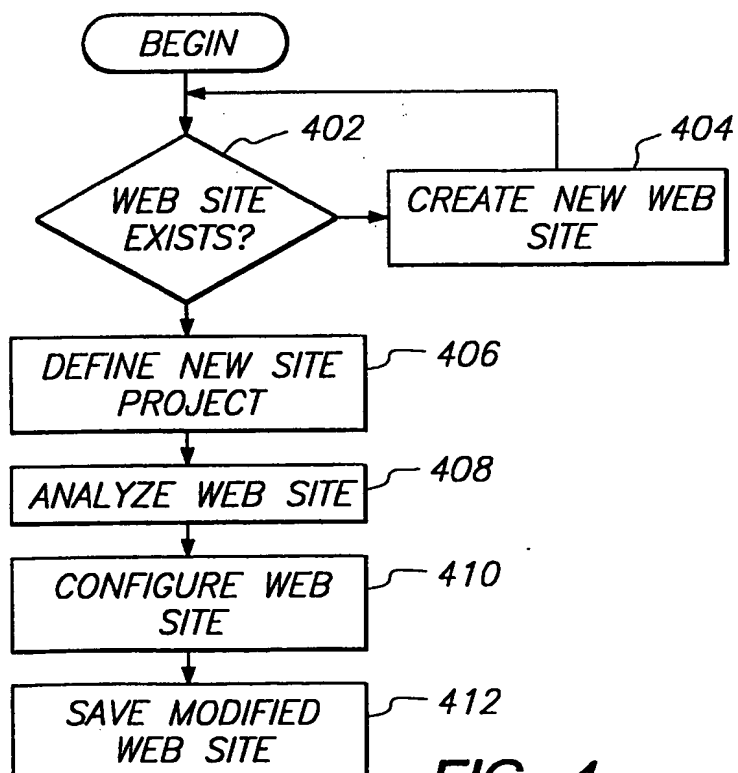 BEGIN
402
404
WEB SITE
EXISTS?
CREATE NEW WEB
SITE
406
DEFINE NEW SITE
PROJECT
408
ANALYZE WEB SITE
410
CONFIGURE WEB
SITE
412
SAVE MODIFIED
WEB SITE